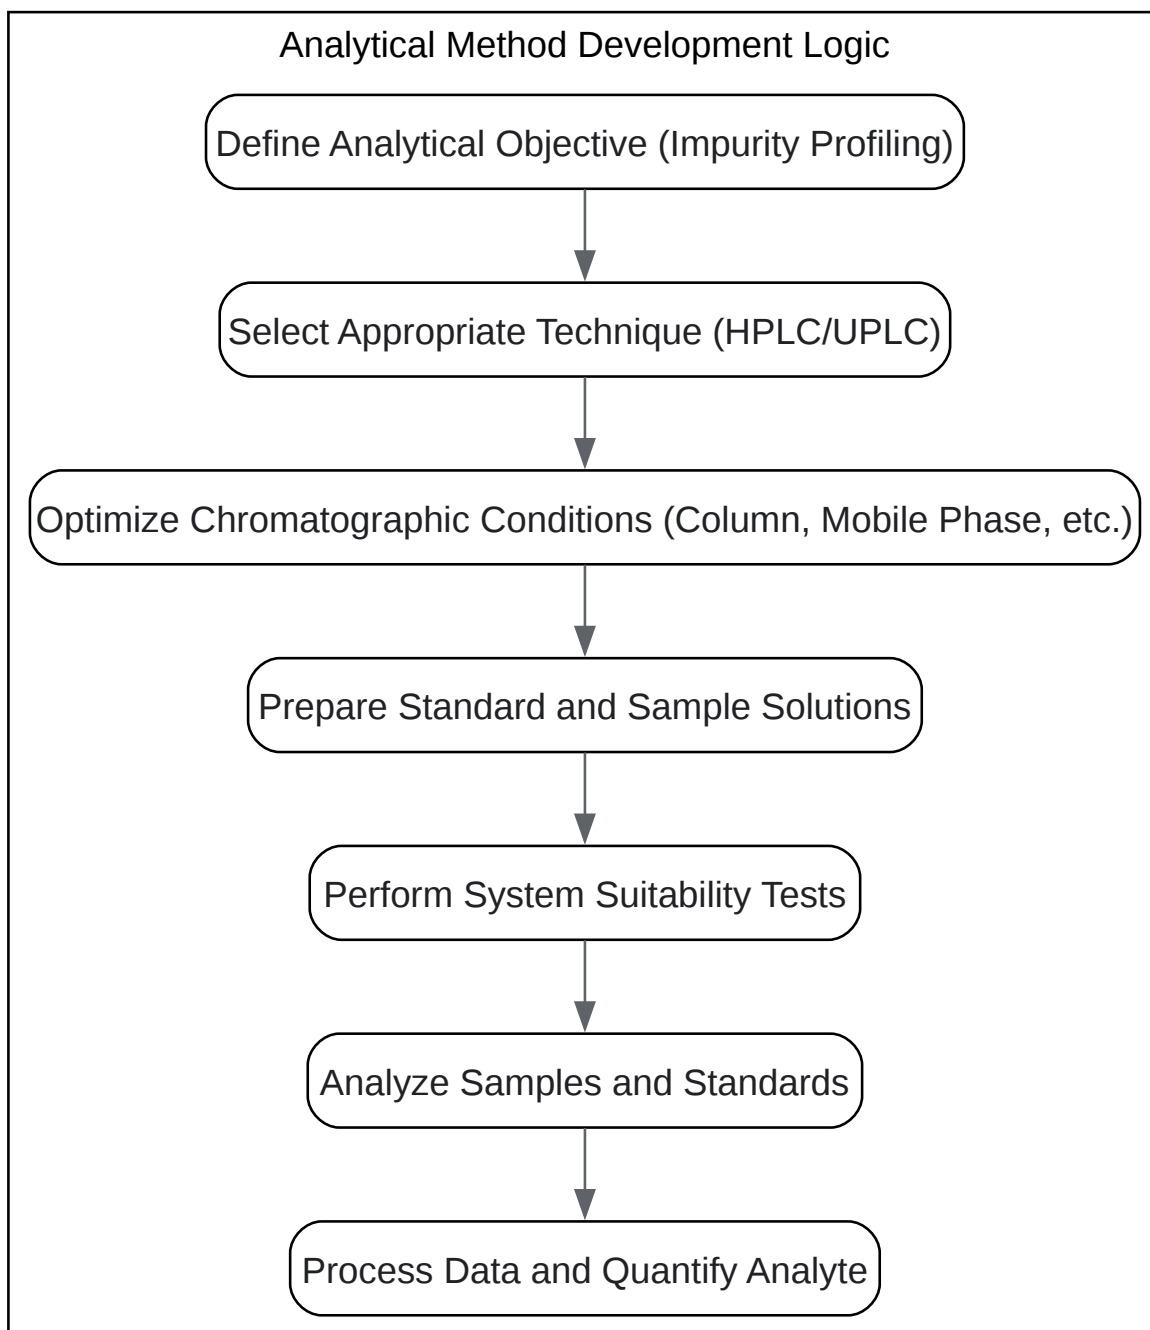 Analytical Method Development Logic
Define Analytical Objective (Impurity Profiling)
Select Appropriate Technique (HPLC/UPLC)
Optimize Chromatographic Conditions (Column, Mobile Phase, etc.)
Prepare Standard and Sample Solutions
Perform System Suitability Tests
Analyze Samples and Standards
Process Data and Quantify Analyte